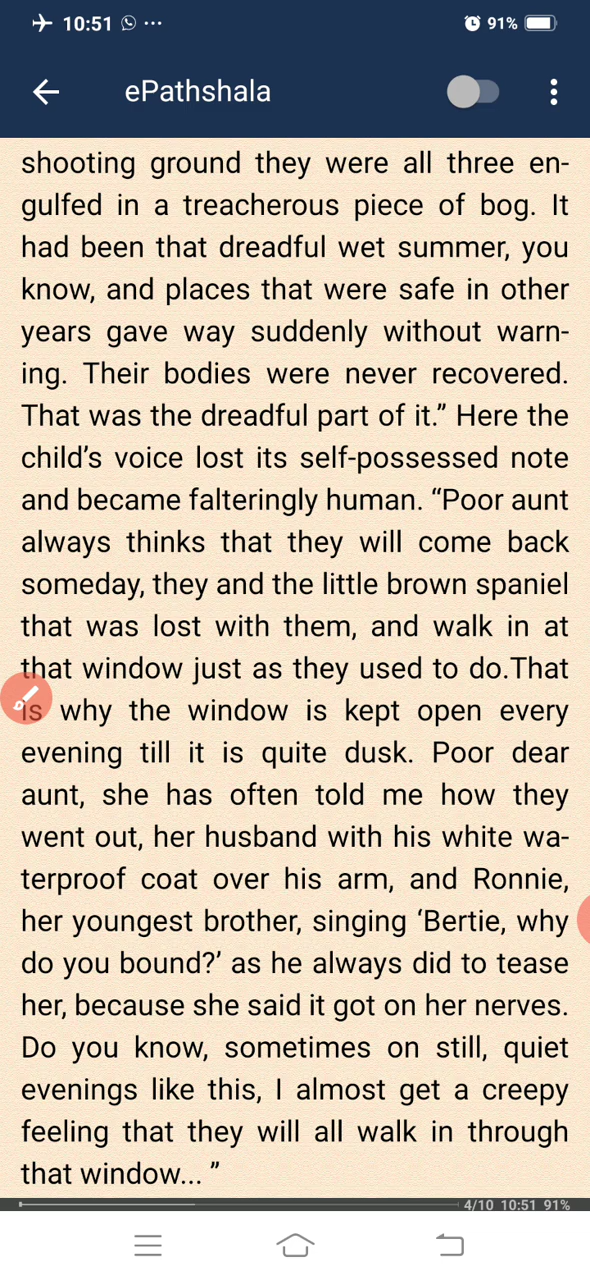 10:51 ...
91%
ePathshala
shooting ground they were all three en-
gulfed in a treacherous piece of bog. It
had been that dreadful wet summer, you
know, and places that were safe in other
years gave way suddenly without warn-
ing. Their bodies were never recovered.
That was the dreadful part of it.” Here the
child’s voice lost its self-possessed note
and became falteringly human. “Poor aunt
always thinks that they will come back
someday, they and the little brown spaniel
that was lost with them, and walk in at
that window just as they used to do.That
is why the window is kept open every
evening till it is quite dusk. Poor dear
aunt, she has often told me how they
went out, her husband with his white wa-
terproof coat over his arm, and Ronnie,
her youngest brother, singing ‘Bertie, why
do you bound?’ as he always did to tease
her, because she said it got on her nerves.
Do you know, sometimes on still, quiet
evenings like this, I almost get a creepy
feeling that they will all walk in through
that window... ”
4/10 10:51 91%